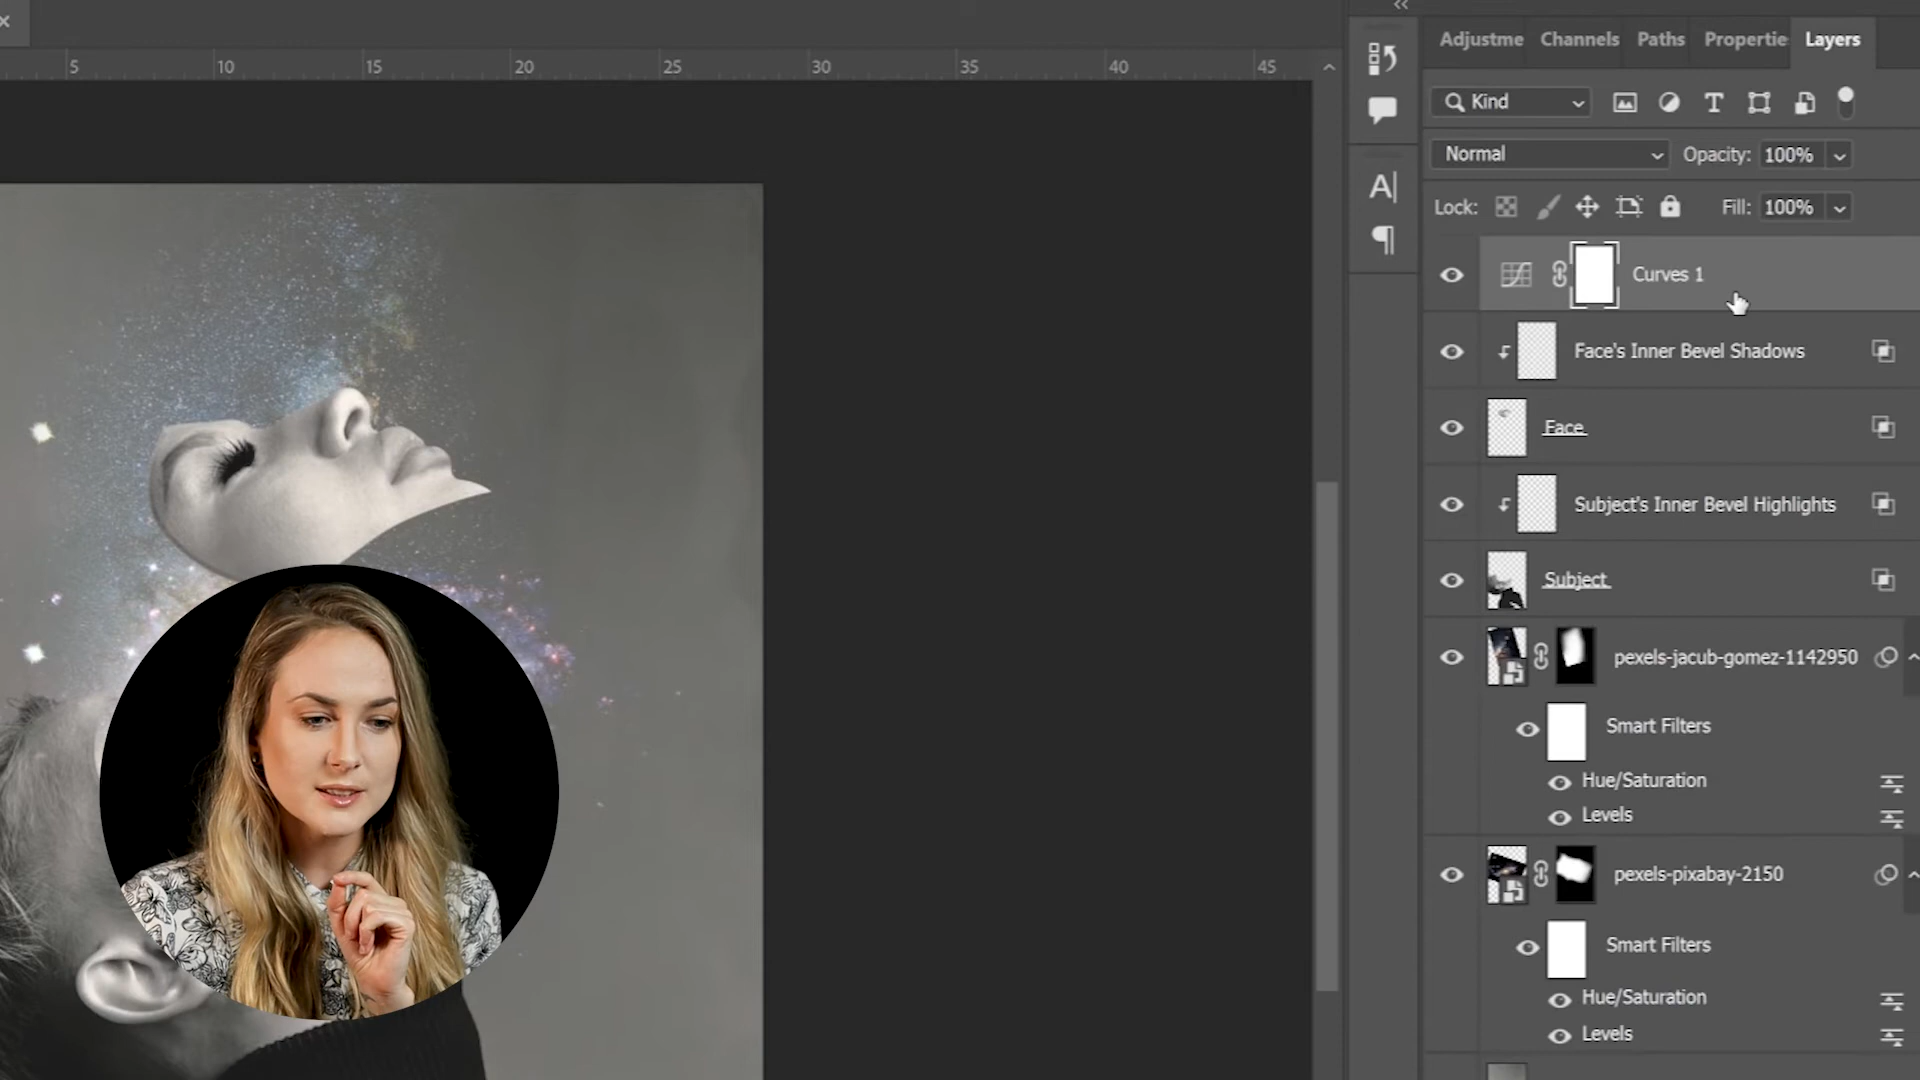 5 10 15 20 25 30 35 40 45
Adjustme Channels Paths Propertie Layers
Kind
Normal Opacity: 100%
Lock: Fill: 100%
Curves 1
Face's Inner Bevel Shadows
Face
Subject's Inner Bevel Highlights
Subject
pexels-jacub-gomez-1142950
Smart Filters
Hue/Saturation
Levels
pexels-pixabay-2150
Smart Filters
Hue/Saturation
Levels